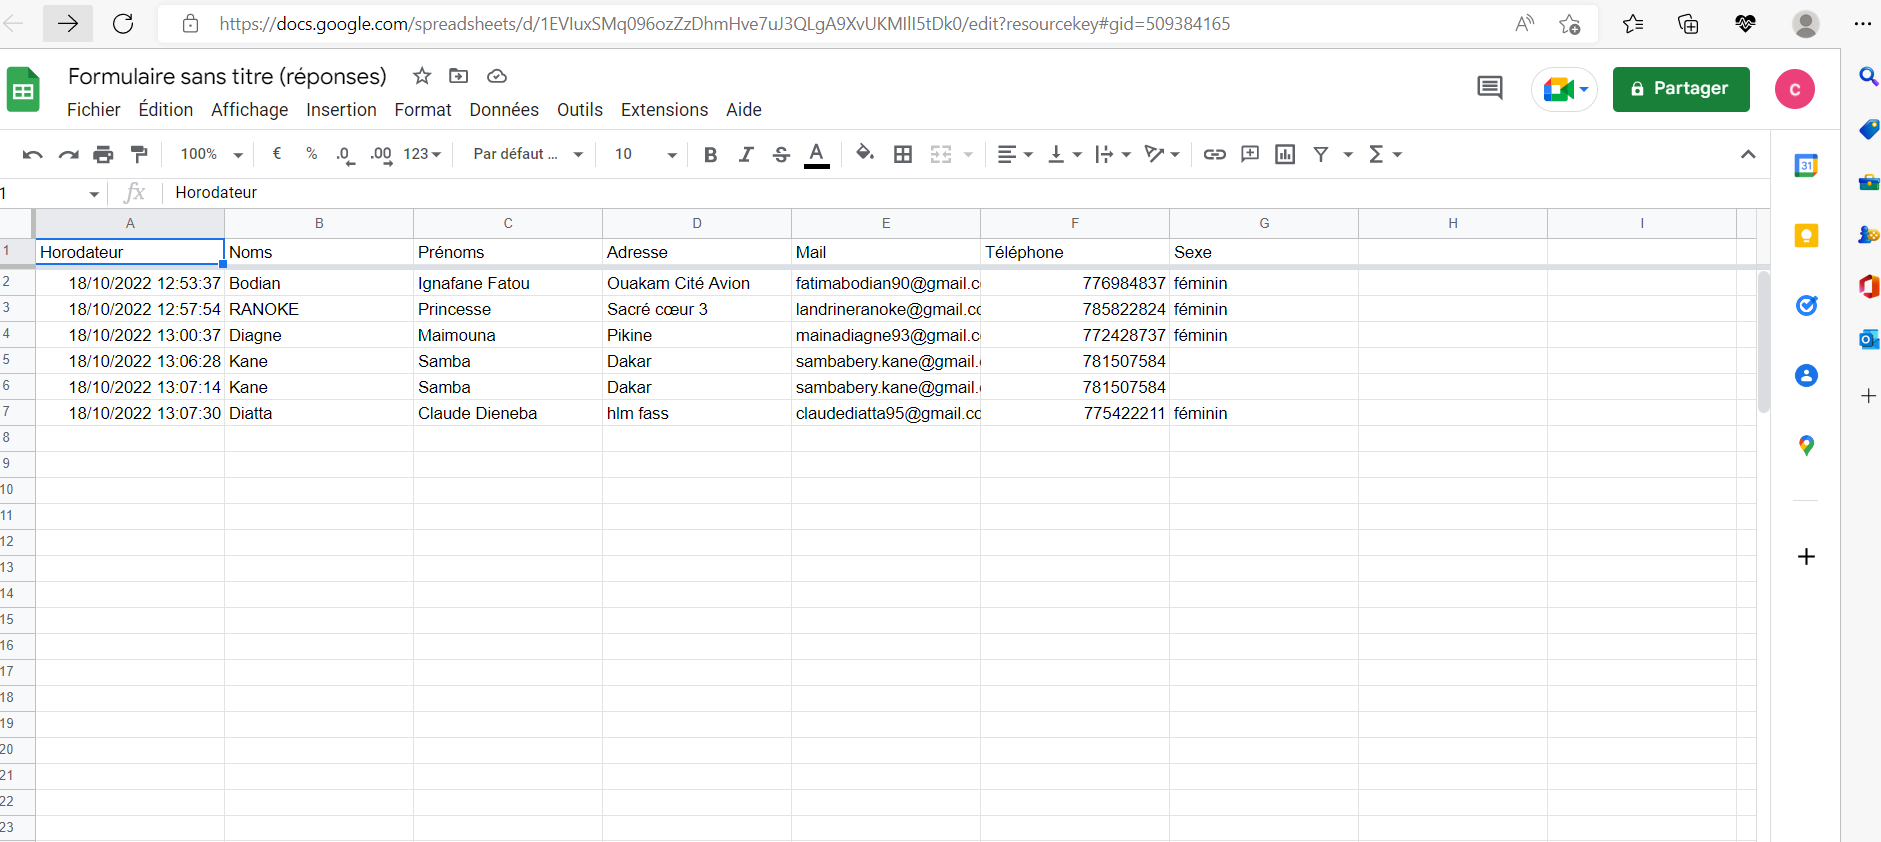 https://docs.google.com/spreadsheets/d/1EVIuxSMq096ozZzDhmHve7uJ3QLgA9XvUKMIlI5tDk0/edit?resourcekey#gid=509384165
Formulaire sans titre (réponses)
Fichier Édition Affichage Insertion Format Données Outils Extensions Aide
Partager
C
100% € % .0 .00 123 Par défaut ... 10 B I S A
1 fx Horodateur
A B C D E F G H I
1 Horodateur Noms Prénoms Adresse Mail Téléphone Sexe
2 18/10/2022 12:53:37 Bodian Ignafane Fatou Ouakam Cité Avion fatimabodian90@gmail.c 776984837 féminin
3 18/10/2022 12:57:54 RANOKE Princesse Sacré cœur 3 landrineranoke@gmail.cc 785822824 féminin
4 18/10/2022 13:00:37 Diagne Maimouna Pikine mainadiagne93@gmail.cc 772428737 féminin
5 18/10/2022 13:06:28 Kane Samba Dakar sambabery.kane@gmail. 781507584
6 18/10/2022 13:07:14 Kane Samba Dakar sambabery.kane@gmail. 781507584
7 18/10/2022 13:07:30 Diatta Claude Dieneba hlm fass claudediatta95@gmail.cc 775422211 féminin
8
9
10
11
12
13
14
15
16
17
18
19
20
21
22
23
31